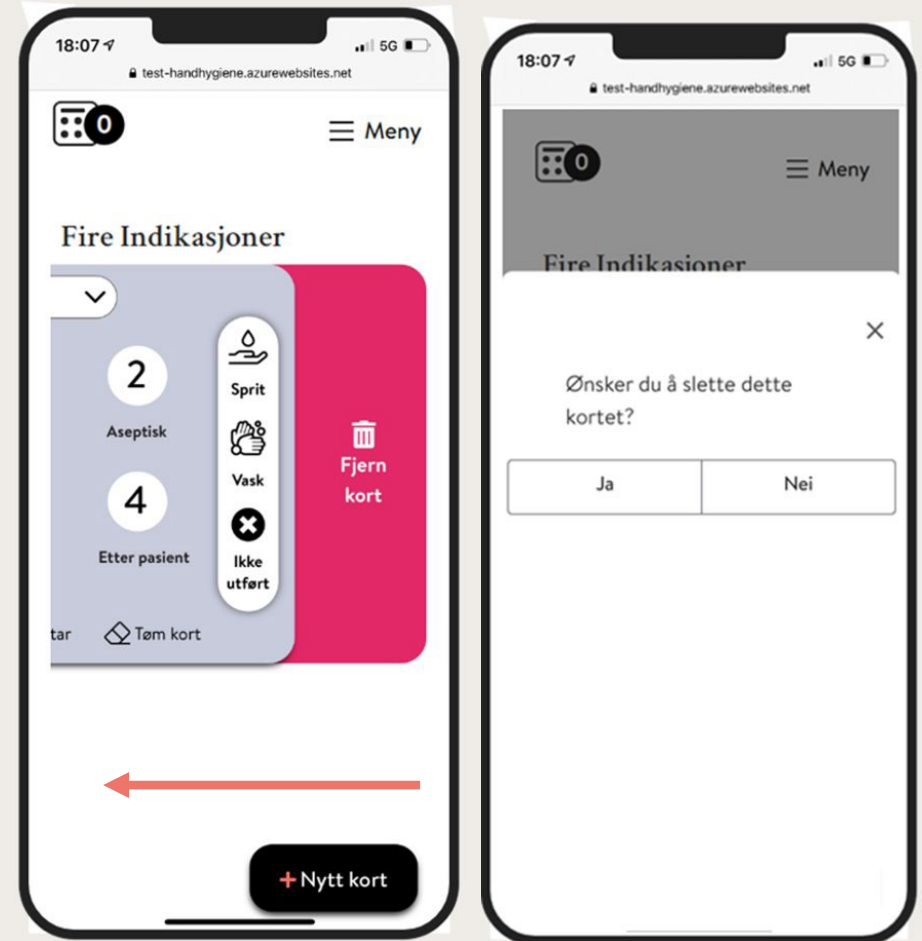 18:07
5G
test-handhygiene.azurewebsites.net
0
Meny
Fire Indikasjoner
2
Aseptisk
4
Etter pasient
Sprit
Vask
Ikke
utført
Fjern
kort
tar
Tøm kort
+Nytt kort
18:07
5G
test-handhygiene.azurewebsites.net
0
Meny
Fire Indikasjoner
Ønsker du å slette dette
kortet?
Ja
Nei